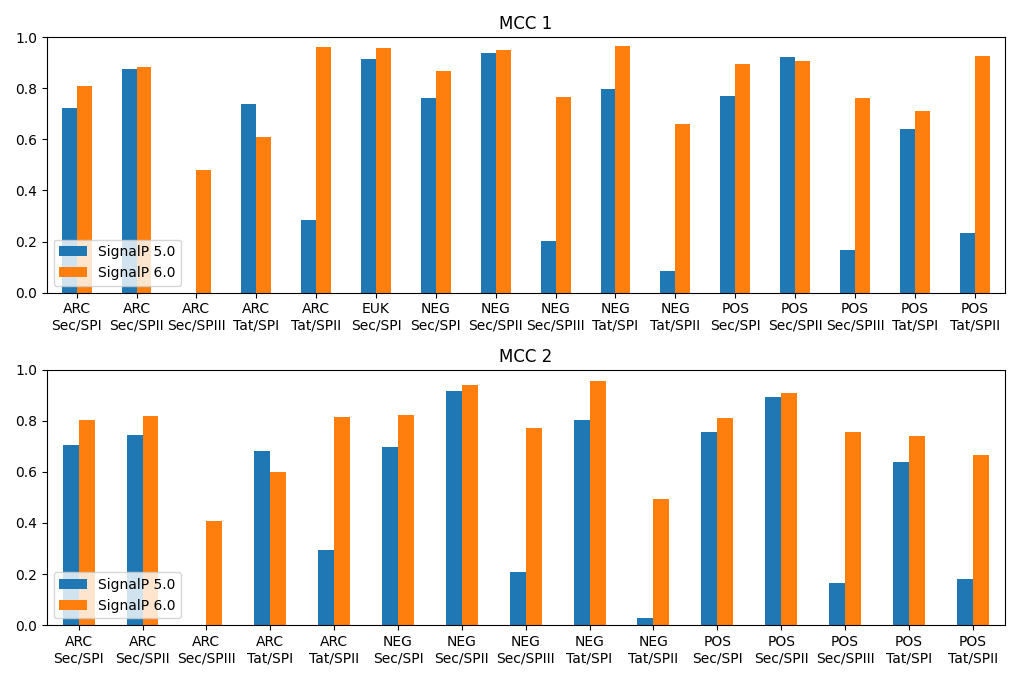 MCC 1
1.0
0.8
0.6
0.4
0.2
0.0
SignalP 5.0
SignalP 6.0
ARC ARC ARC ARC ARC EUK NEG NEG NEG NEG NEG POS POS POS POS POS
Sec/SPI Sec/SPII Sec/SPIII Tat/SPI Tat/SPII Sec/SPI Sec/SPI Sec/SPII Sec/SPIII Tat/SPI Tat/SPII Sec/SPI Sec/SPII Sec/SPIII Tat/SPI Tat/SPII
MCC 2
1.0
0.8
0.6
0.4
0.2
0.0
SignalP 5.0
SignalP 6.0
ARC ARC ARC ARC ARC NEG NEG NEG NEG NEG POS POS POS POS POS
Sec/SPI Sec/SPII Sec/SPIII Tat/SPI Tat/SPII Sec/SPI Sec/SPII Sec/SPIII Tat/SPI Tat/SPII Sec/SPI Sec/SPII Sec/SPIII Tat/SPI Tat/SPII